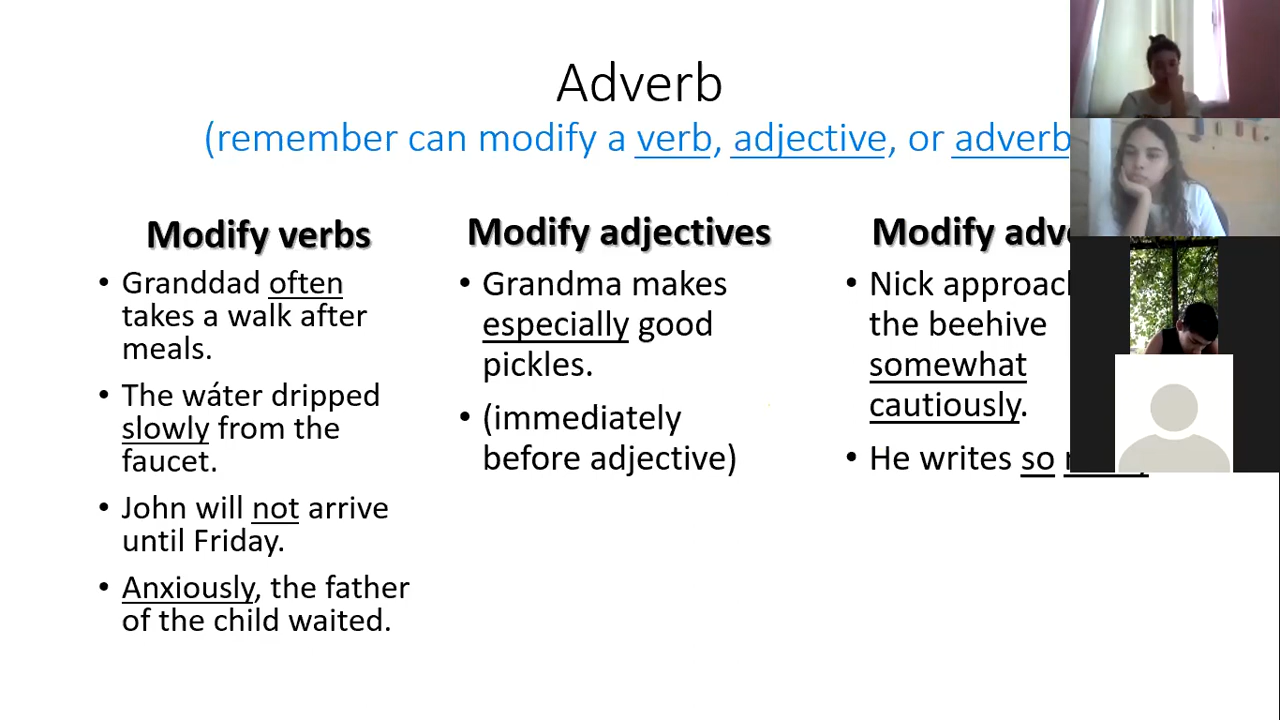 Adverb
(remember can modify a verb, adjective, or adverb
Modify verbs
• Granddad often
takes a walk after
meals.
• The wáter dripped
slowly from the
faucet.
• John will not arrive
until Friday.
• Anxiously, the father
of the child waited.
Modify adjectives
• Grandma makes
especially good
pickles.
• (immediately
before adjective)
Modify
• Nick
the beehive
somewhat
cautiously.
• He writes so